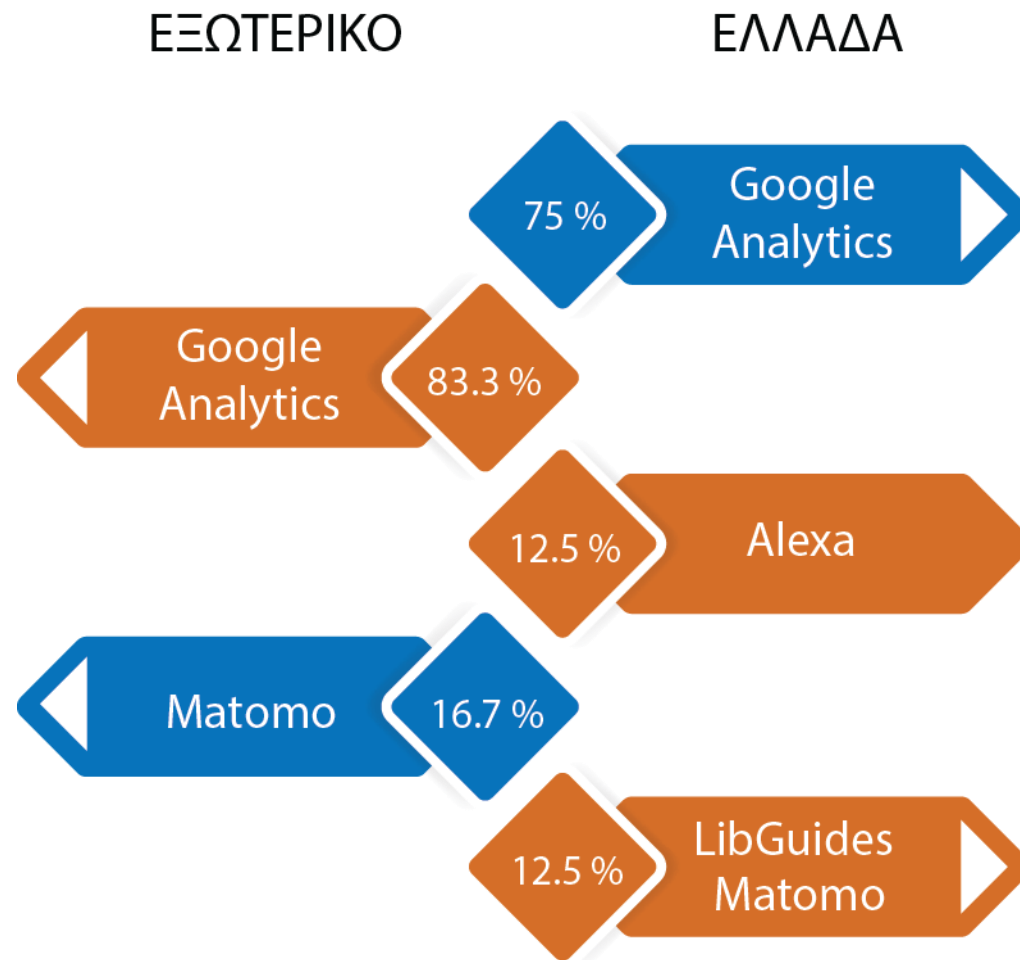 ΕΞΩΤΕΡΙΚΟ
ΕΛΛΑΔΑ
75 %
Google
Analytics
Google
Analytics
83.3 %
12.5 %
Alexa
Matomo
16.7 %
12.5 %
LibGuides
Matomo